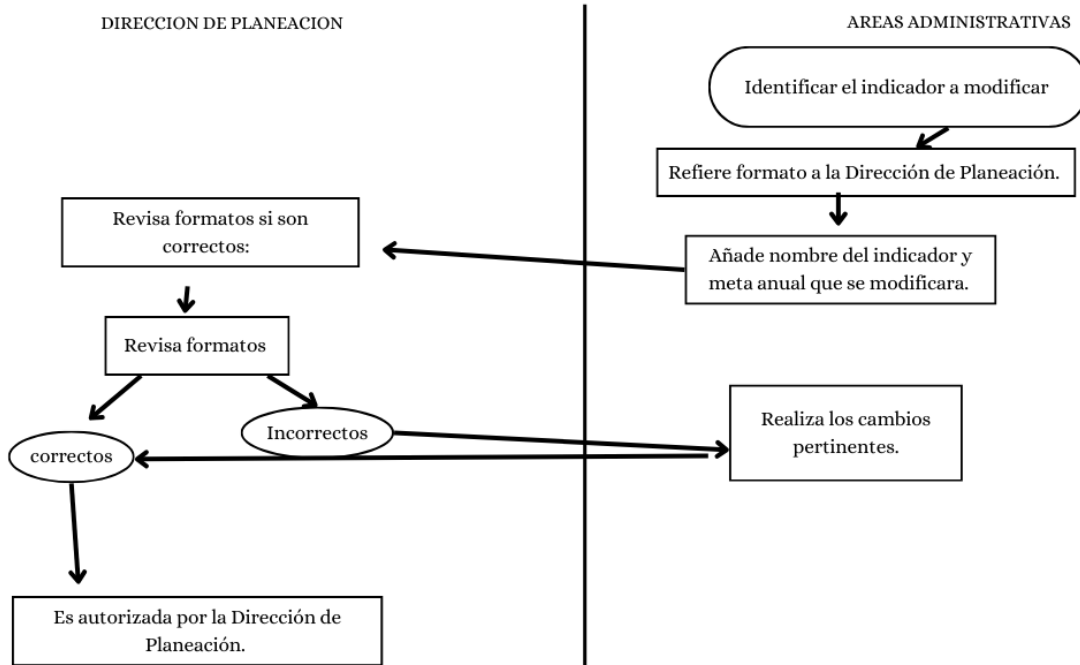 DIRECCION DE PLANEACION
AREAS ADMINISTRATIVAS
Identificar el indicador a modificar
Refiere formato a la Dirección de Planeación.
Añade nombre del indicador y
meta anual que se modificara.
Revisa formatos si son
correctos:
Revisa formatos
correctos
Incorrectos
Realiza los cambios
pertinentes.
Es autorizada por la Dirección de
Planeación.